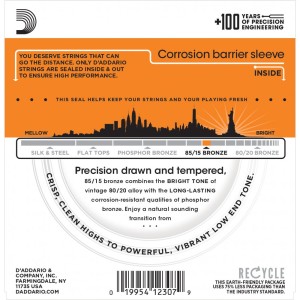 +100 YEARS OF PRECISION ENGINEERING
YOU DESERVE STRINGS THAT CAN
GO THE DISTANCE. ONLY D'ADDARIO
STRINGS ARE SEALED INSIDE & OUT
TO ENSURE HIGH PERFORMANCE.
Corrosion barrier sleeve
INSIDE
THIS SEAL HELPS KEEP YOUR STRINGS AND YOUR PLAYING FRESH
MELLOW
BRIGHT
SILK & STEEL FLAT TOPS PHOSPHOR BRONZE 85/15 BRONZE 80/20 BRONZE
Precision drawn and tempered,
85/15 bronze combines the BRIGHT TONE of
vintage 80/20 alloy with the LONG-LASTING
corrosion-resistant qualities of phosphor
bronze. Enjoy a natural sounding
transition from
CRISP, CLEAN HIGHS TO POWERFUL, VIBRANT LOW END TONE.
D'ADDARIO &
COMPANY, INC.
FARMINGDALE, NY
11735 USA
DADDARIO.COM
0 19954 12307 9
RECYCLE
THIS EARTH-FRIENDLY PACKAGE
USES 75% LESS PACKAGING THAN
THE INDUSTRY STANDARD.